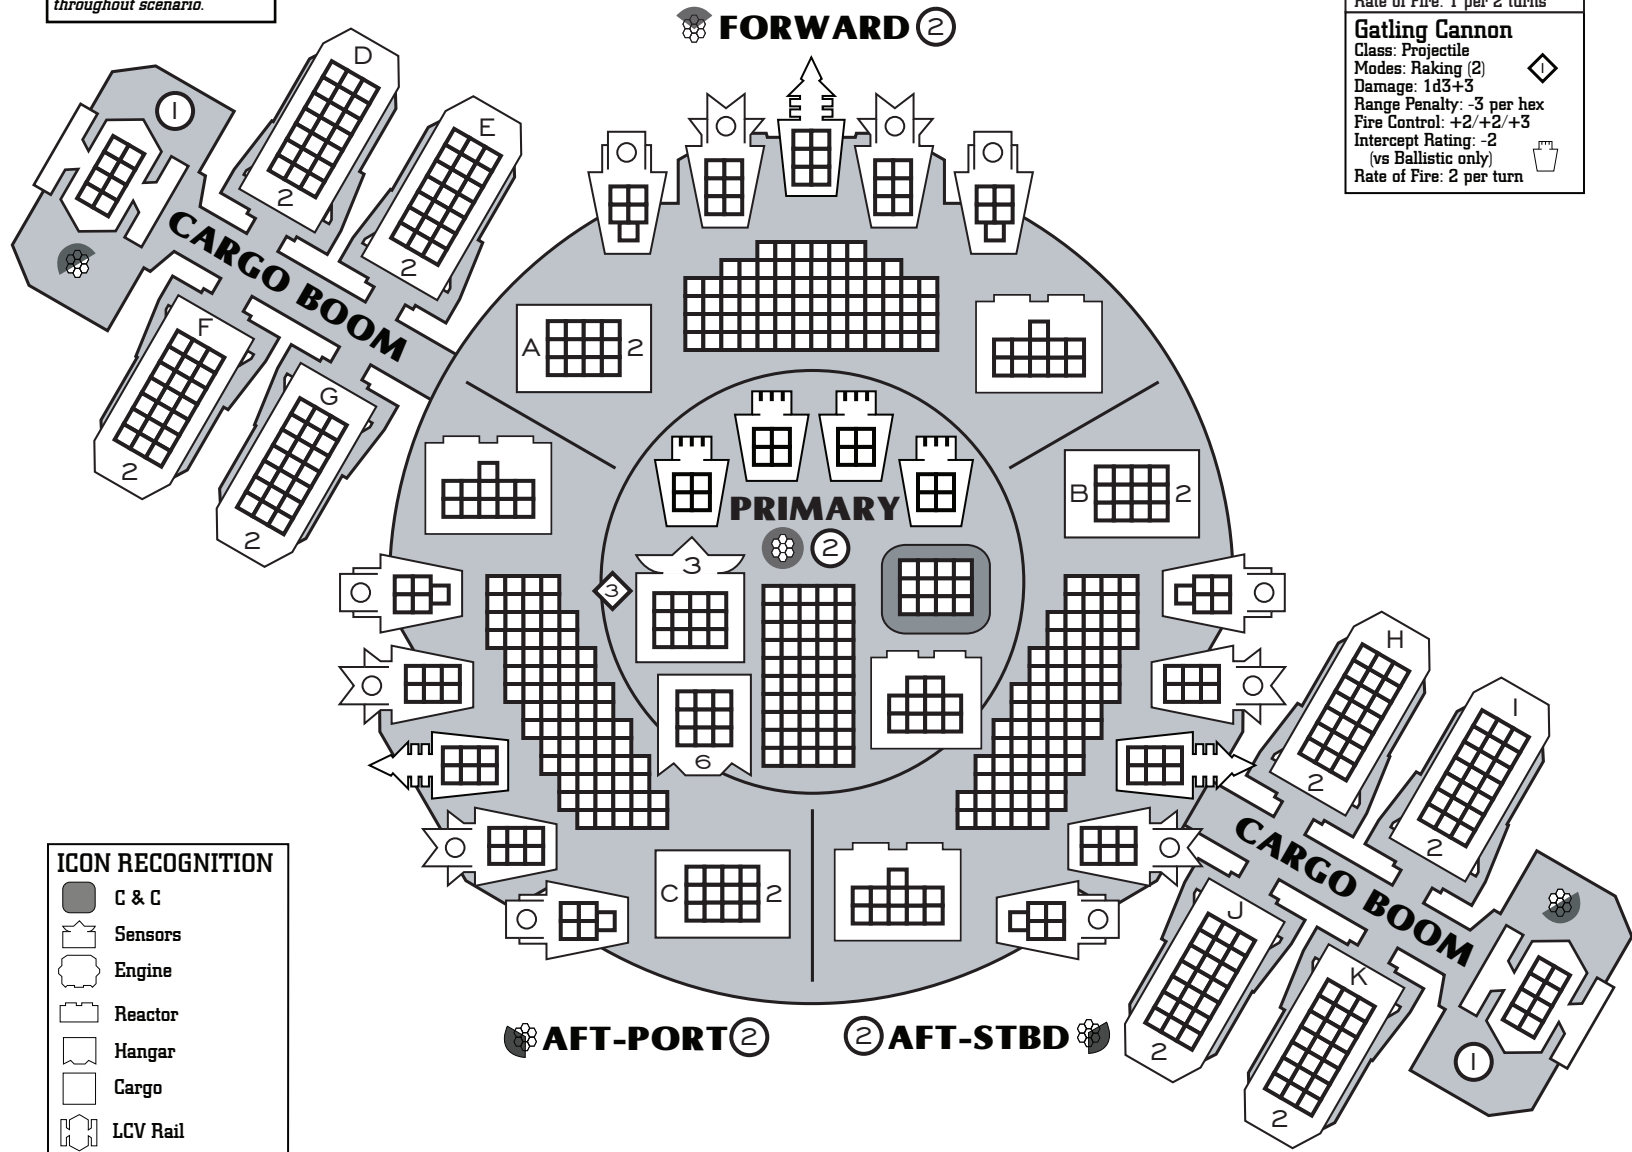 throughout scenario.
FORWARD 2
Rate of Fire: 1 per 2 turns
Gatling Cannon
Class: Projectile
Modes: Raking (2)
1
Damage: 1d3+3
Range Penalty: -3 per hex
Fire Control: +2/+2/+3
Intercept Rating: -2
(vs Ballistic only)
Rate of Fire: 2 per turn
D
1
E
2
2
CARGO BOOM
F
2
G
2
A 2
B 2
PRIMARY
2
3
3
6
H
2
I
2
CARGO BOOM
J
2
K
2
1
C 2
AFT-PORT 2
2 AFT-STBD
ICON RECOGNITION
C & C
Sensors
Engine
Reactor
Hangar
Cargo
LCV Rail